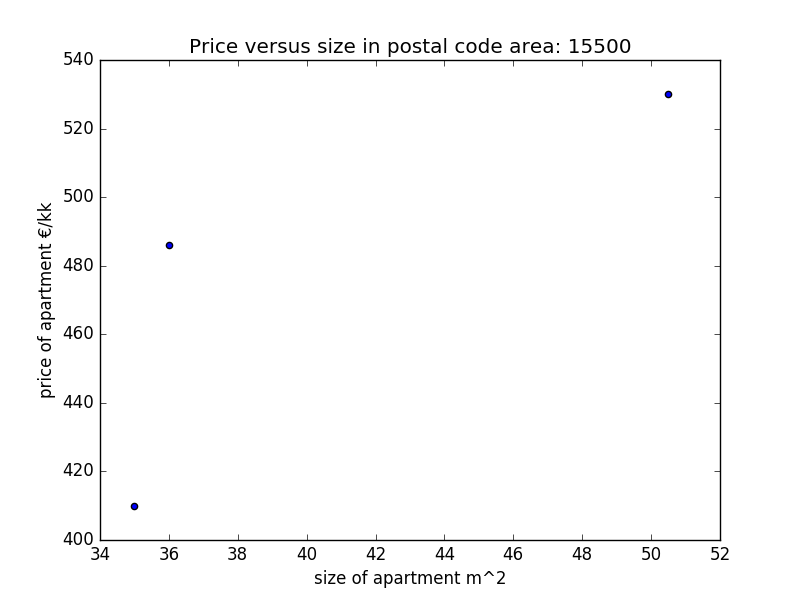 Price versus size in postal code area: 15500
540
520
500
480
460
440
420
400
price of apartment €/kk
34 36 38 40 42 44 46 48 50 52
size of apartment m^2